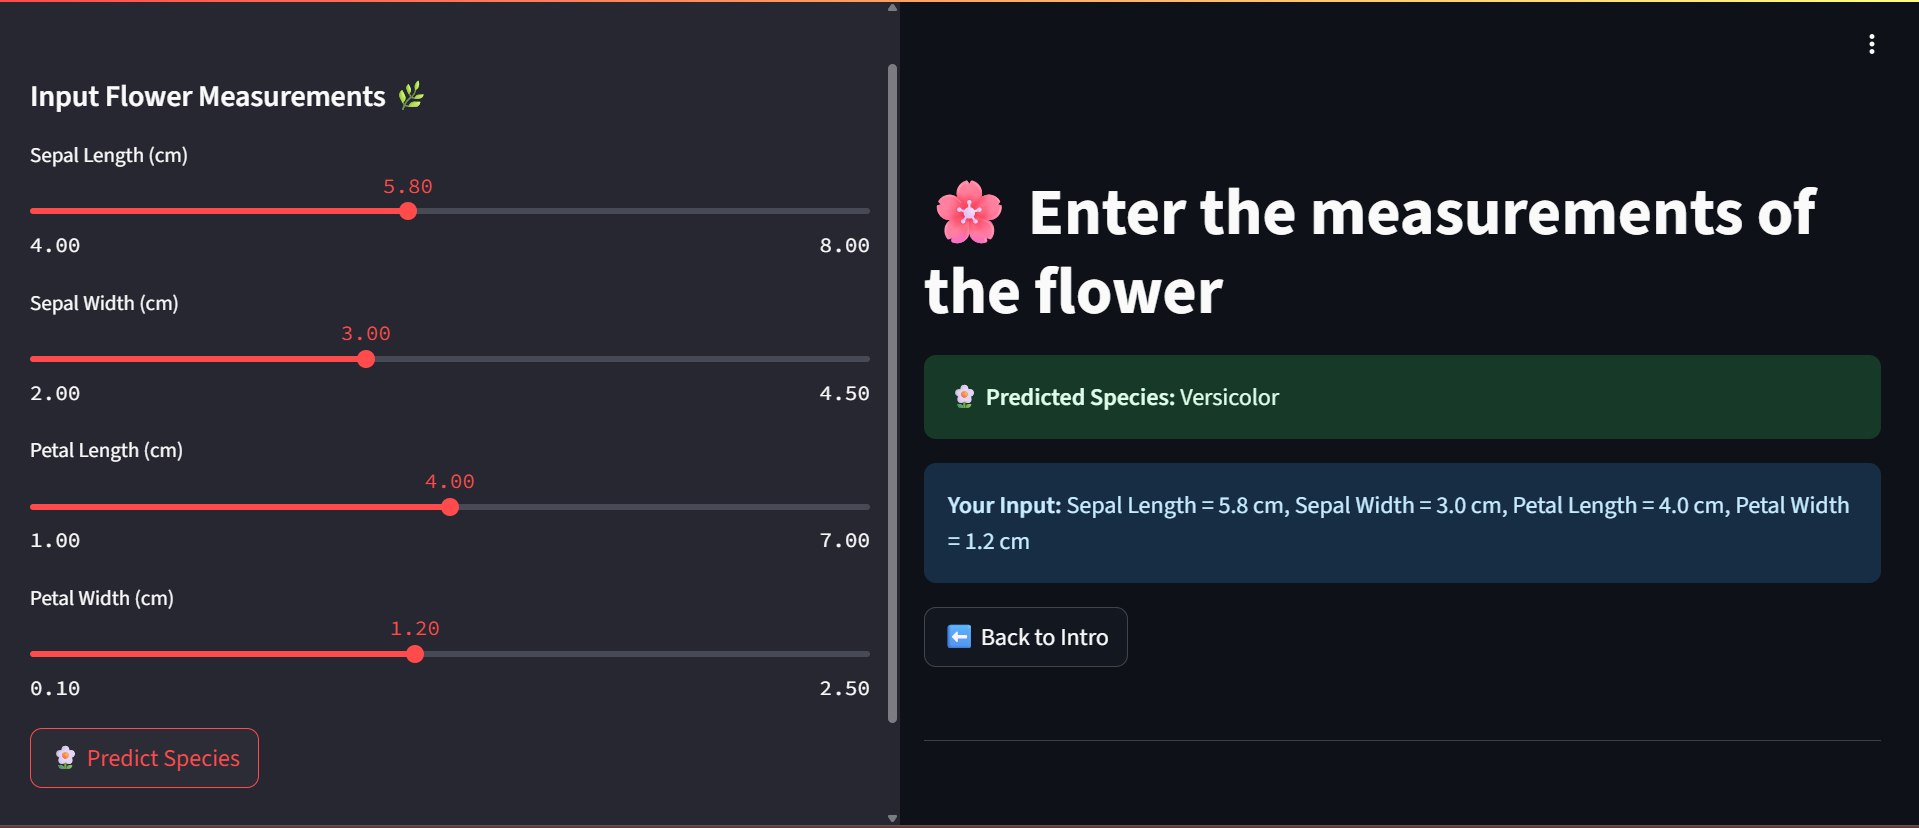 Input Flower Measurements 🌿
Sepal Length (cm)
5.80
4.00 8.00
Sepal Width (cm)
3.00
2.00 4.50
Petal Length (cm)
4.00
1.00 7.00
Petal Width (cm)
1.20
0.10 2.50
🌼 Predict Species
🌸 Enter the measurements of
the flower
🌼 Predicted Species: Versicolor
Your Input: Sepal Length = 5.8 cm, Sepal Width = 3.0 cm, Petal Length = 4.0 cm, Petal Width
= 1.2 cm
⬅️ Back to Intro